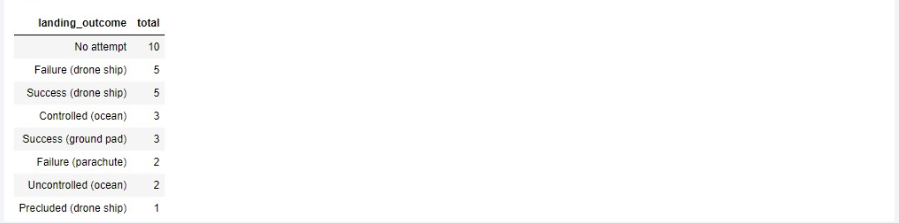 landing_outcome total
No attempt 10
Failure (drone ship) 5
Success (drone ship) 5
Controlled (ocean) 3
Success (ground pad) 3
Failure (parachute) 2
Uncontrolled (ocean) 2
Precluded (drone ship) 1